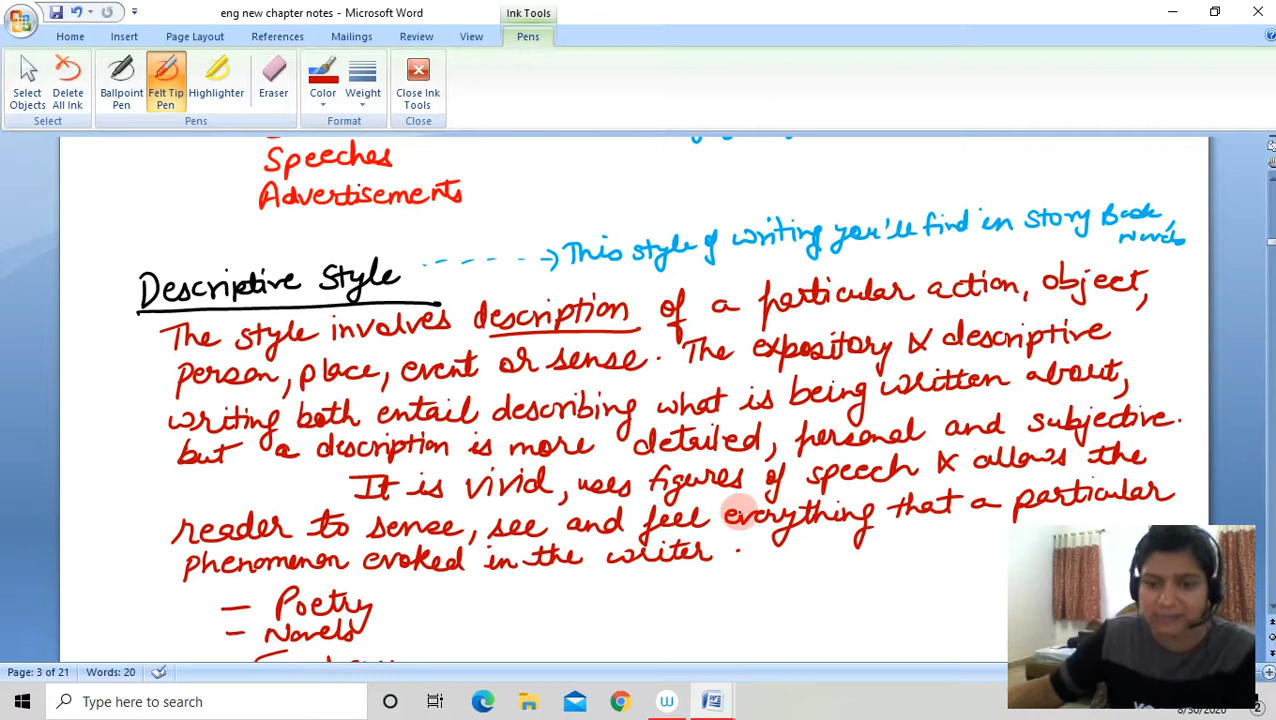 eng new chapter notes - Microsoft Word
Ink Tools
Home Insert Page Layout References Mailings Review View Pens
Select Objects
Delete All Ink
Ballpoint Pen
Felt Tip Pen
Highlighter
Eraser
Color
Weight
Close Ink Tools
Select Pens Format Close
Speeches
Advertisements
This style of writing you'll find in story Book,
Novels
Descriptive Style
The style involves description of a particular action, object,
person, place, event or sense. The expository & descriptive
writing both entail describing what is being written about,
but a description is more detailed, personal and subjective.
It is vivid, uses figures of speech & allows the
reader to sense, see and feel everything that a particular
phenomenon evoked in the writer.
— Poetry
— Novels
Page: 3 of 21 Words: 20
Type here to search
8/30/2020
2